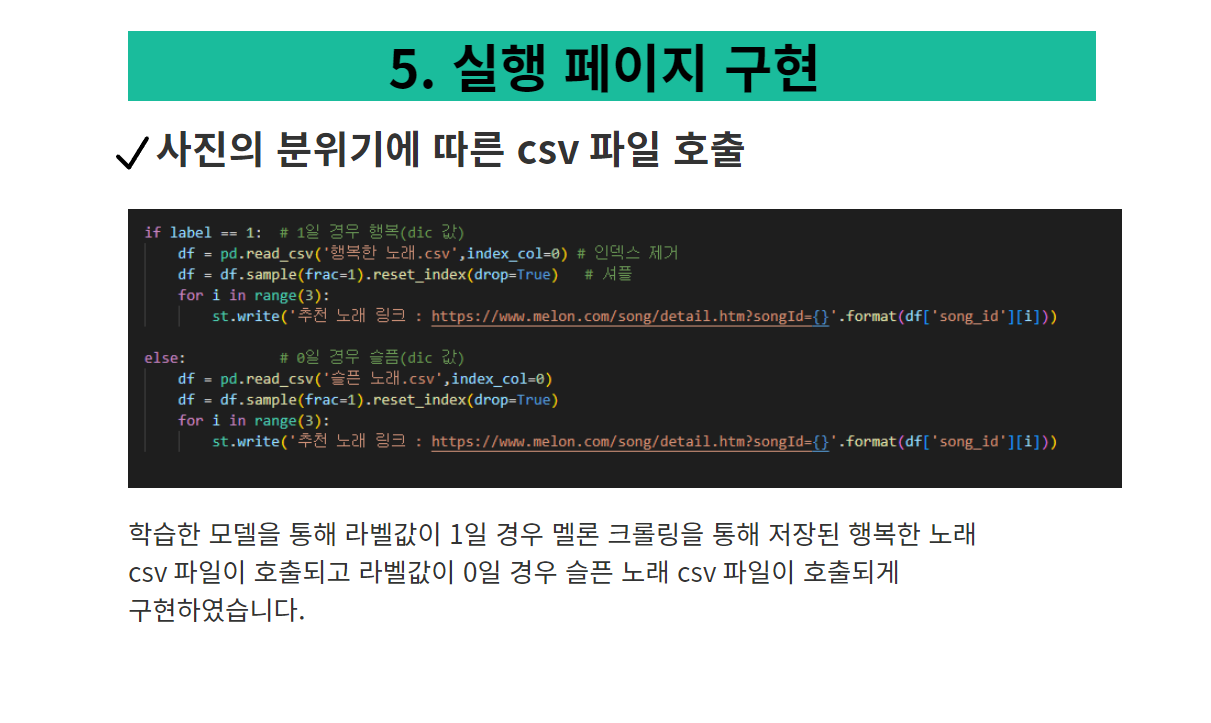 5. 실행 페이지 구현
사진의 분위기에 따른 csv 파일 호출
if label == 1:  # 1일 경우 행복(dic 값)
    df = pd.read_csv('행복한 노래.csv',index_col=0) # 인덱스 제거
    df = df.sample(frac=1).reset_index(drop=True)   # 셔플
    for i in range(3):
        st.write('추천 노래 링크 : https://www.melon.com/song/detail.htm?songId={}'.format(df['song_id'][i]))
else:           # 0일 경우 슬픔(dic 값)
    df = pd.read_csv('슬픈 노래.csv',index_col=0)
    df = df.sample(frac=1).reset_index(drop=True)
    for i in range(3):
        st.write('추천 노래 링크 : https://www.melon.com/song/detail.htm?songId={}'.format(df['song_id'][i]))
학습한 모델을 통해 라벨값이 1일 경우 멜론 크롤링을 통해 저장된 행복한 노래
csv 파일이 호출되고 라벨값이 0일 경우 슬픈 노래 csv 파일이 호출되게
구현하였습니다.